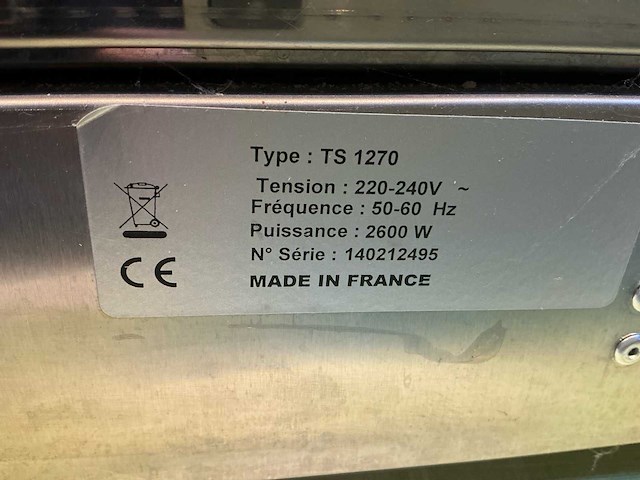 Type : TS 1270
Tension : 220-240V ~
Fréquence : 50-60 Hz
Puissance : 2600 W
N° Série : 140212495
CE
MADE IN FRANCE